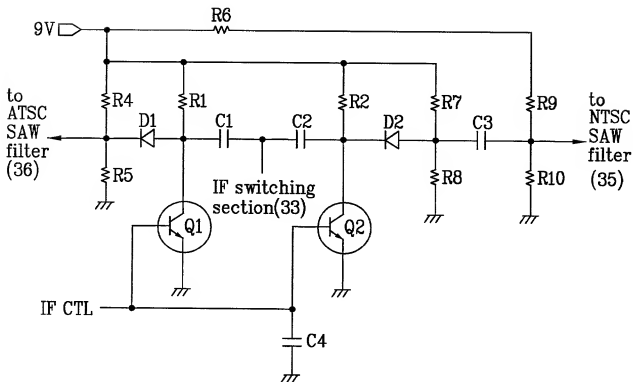 R6
9V
to
ATSC
SAW
filter
(36)
R4
R1
R2
R7
R9
to
NTSC
SAW
filter
(35)
D1
C1
C2
D2
C3
R5
IF switching
section(33)
R8
R10
Q1
Q2
IF CTL
C4